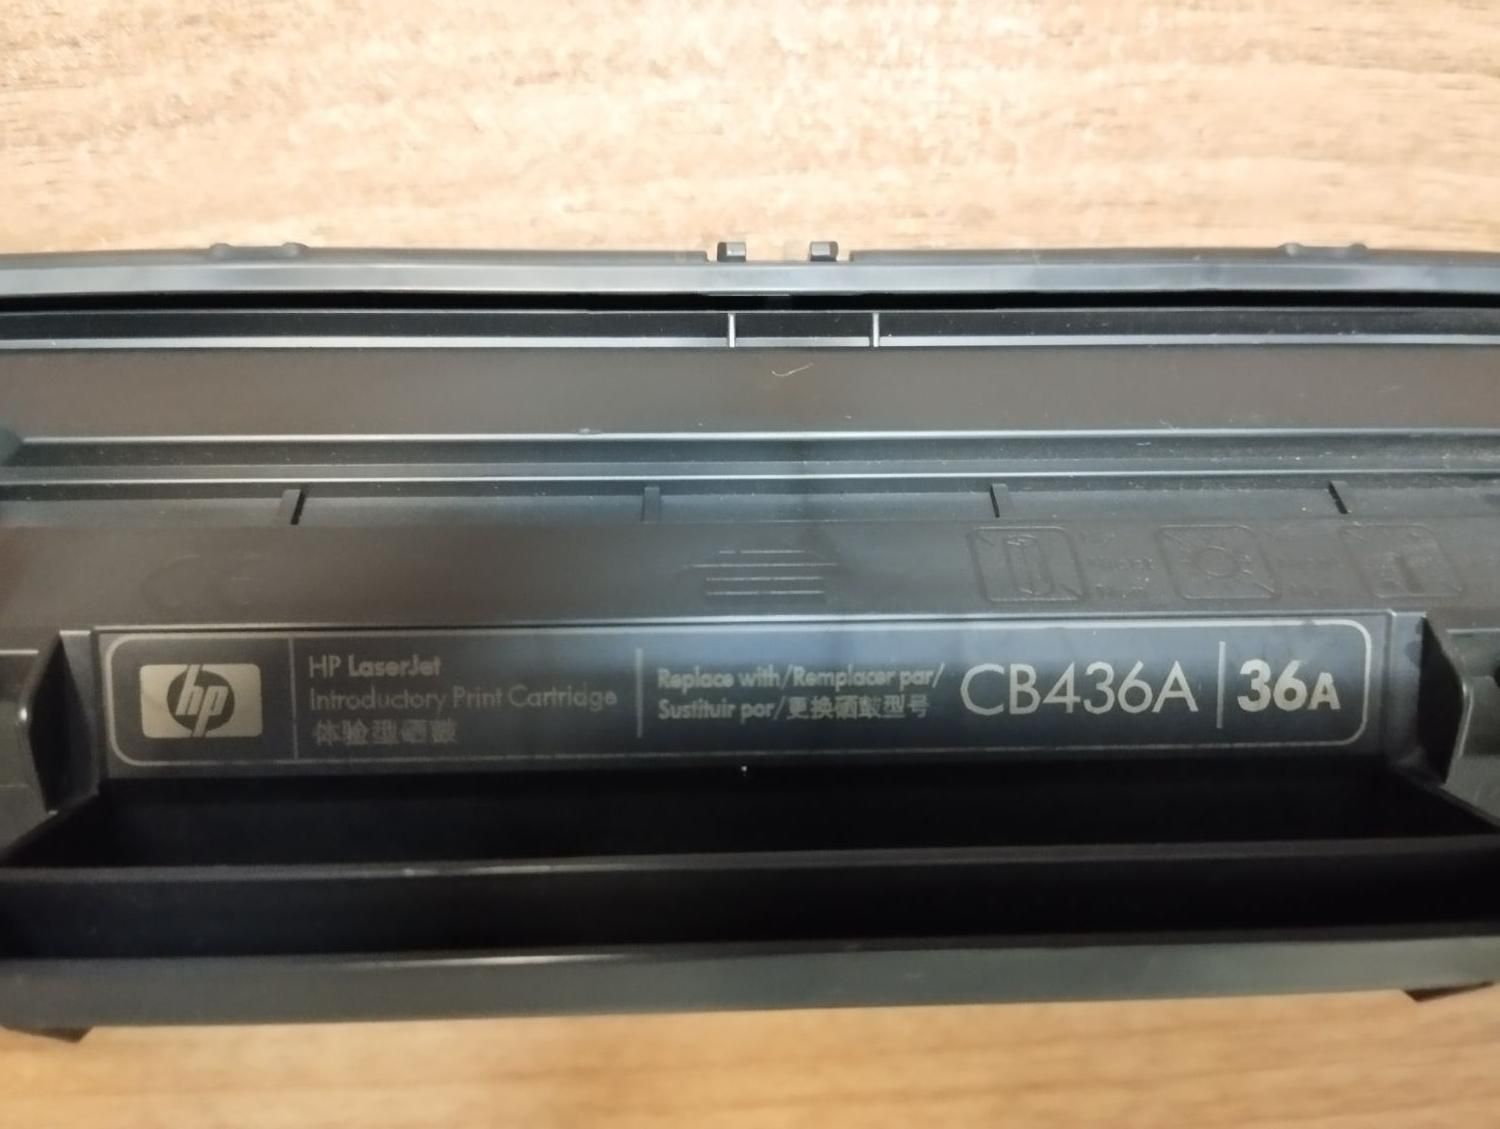 hp
HP LaserJet
Introductory Print Cartridge
体验型硒鼓
Replace with/Remplacer par/
Sustituir por/更换硒鼓型号
CB436A
36A